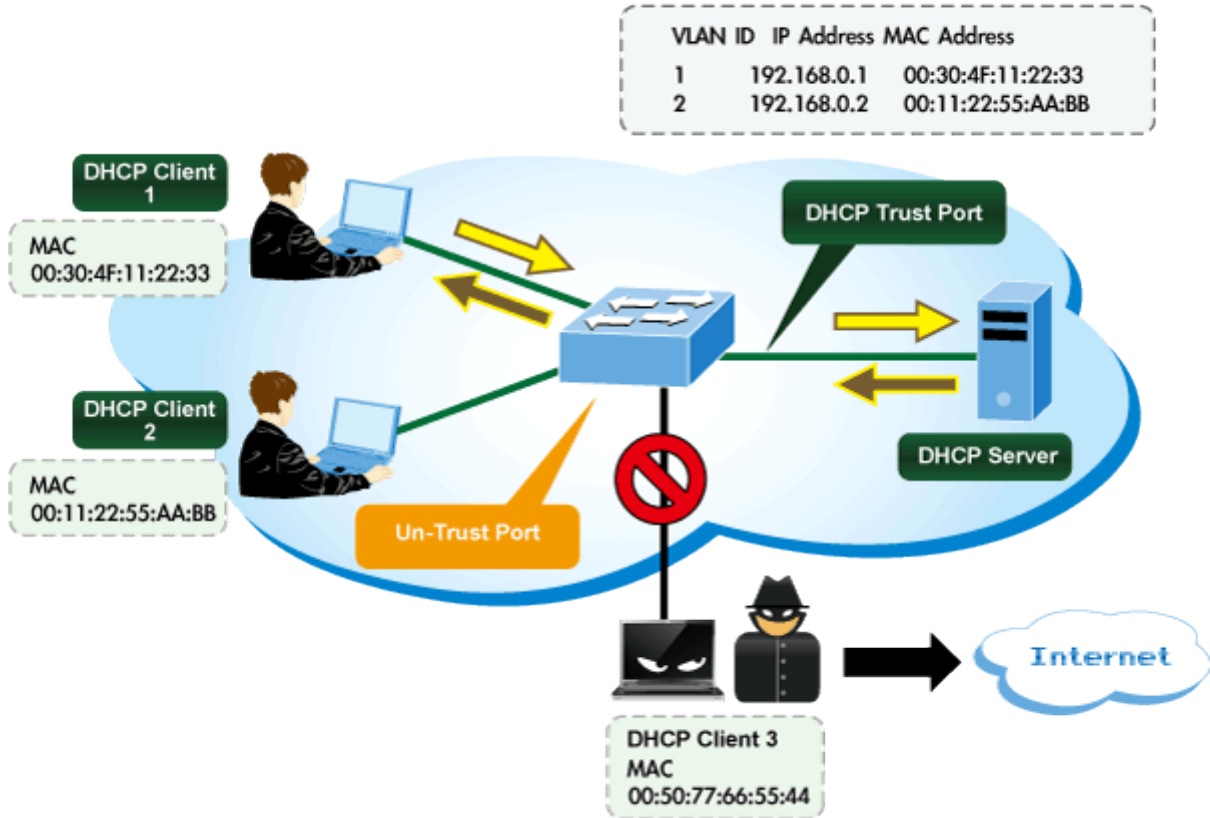 VLAN ID IP Address MAC Address
1 192.168.0.1 00:30:4F:11:22:33
2 192.168.0.2 00:11:22:55:AA:BB
DHCP Client
1
MAC
00:30:4F:11:22:33
DHCP Trust Port
DHCP Client
2
MAC
00:11:22:55:AA:BB
DHCP Server
Un-Trust Port
Internet
DHCP Client 3
MAC
00:50:77:66:55:44